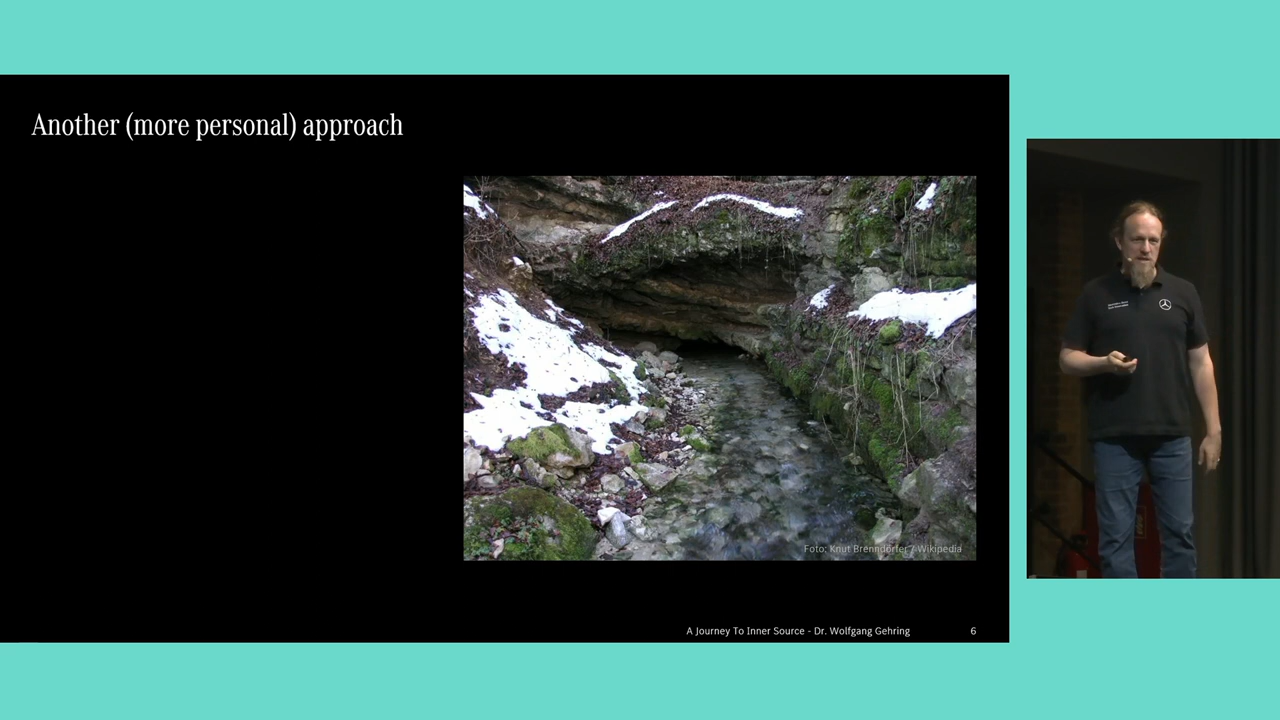 Another (more personal) approach
Foto: Knut Brenndörfer / Wikipedia
A Journey To Inner Source - Dr. Wolfgang Gehring
6